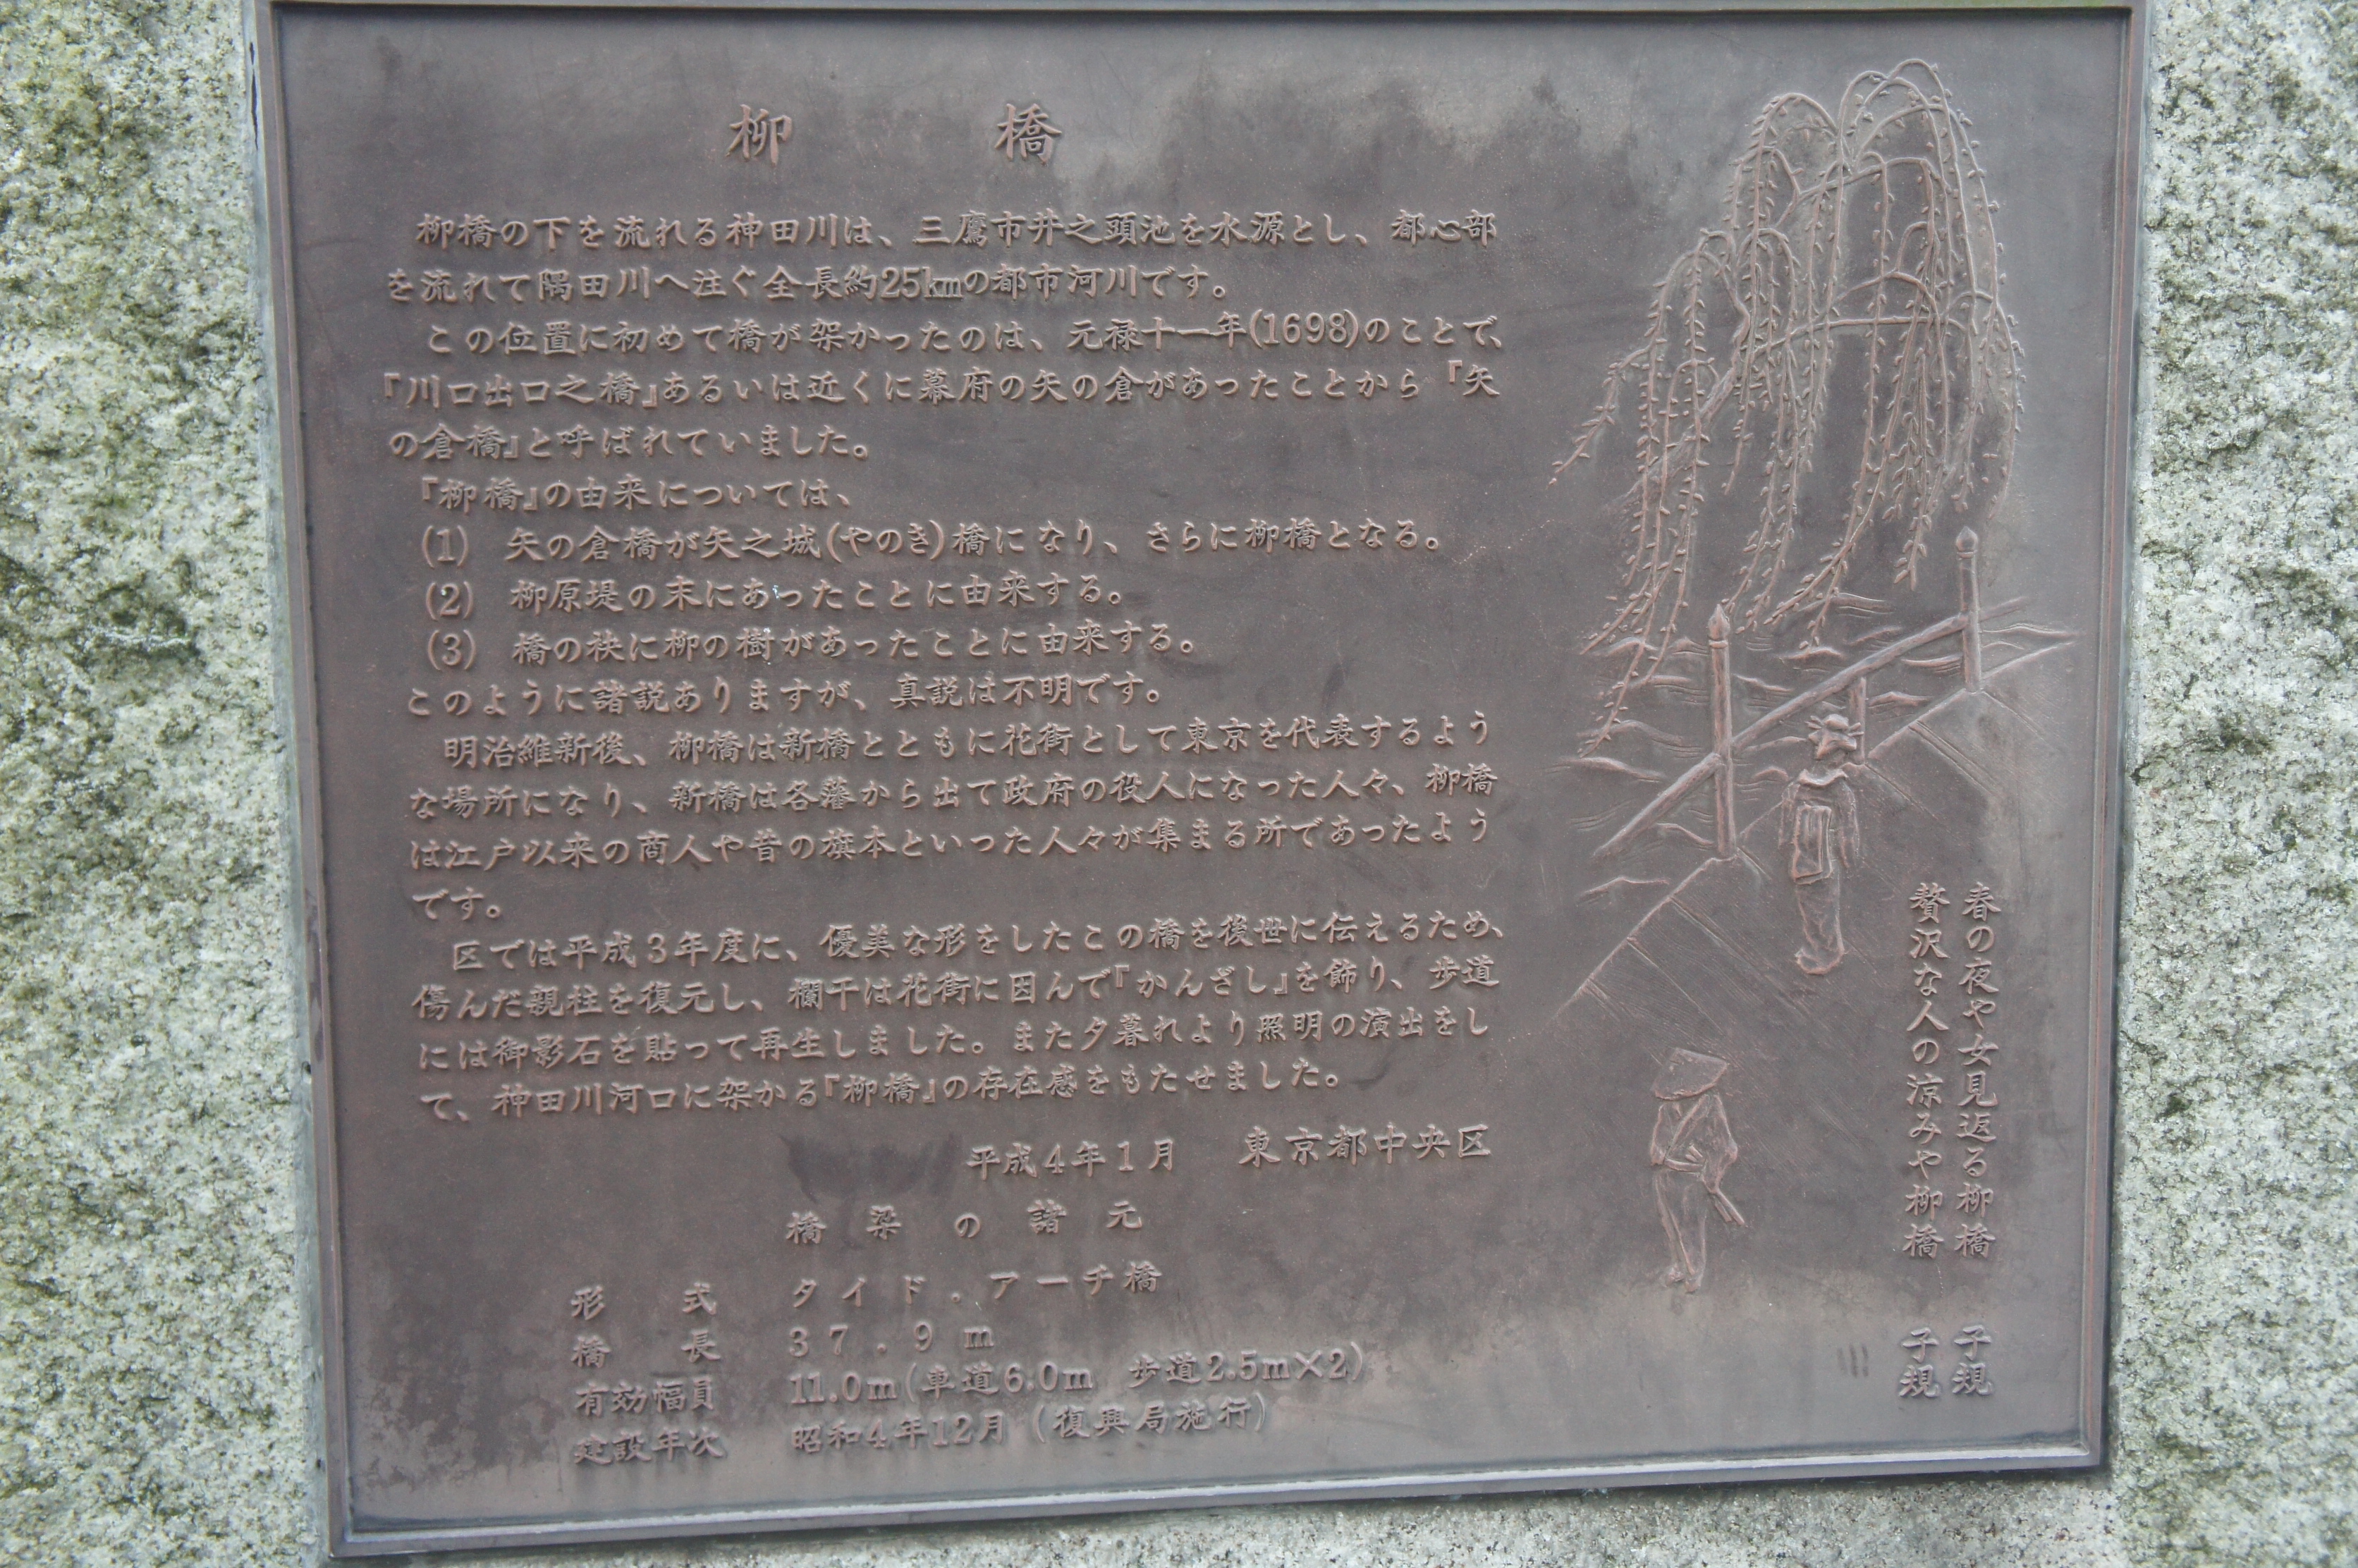 柳橋
柳橋の下を流れる神田川は、三鷹市井之頭池を水源とし、都心部
を流れて隅田川へ注ぐ全長約25kmの都市河川です。
この位置に初めて橋が架かったのは、元禄十一年(1698)のことで、
『川口出口之橋』あるいは近くに幕府の矢の倉があったことから『矢
の倉橋』と呼ばれていました。
『柳橋』の由来については、
(1) 矢の倉橋が矢之城(やのき)橋になり、さらに柳橋となる。
(2) 柳原堤の末にあったことに由来する。
(3) 橋の袂に柳の樹があったことに由来する。
このように諸説ありますが、真説は不明です。
明治維新後、柳橋は新橋とともに花街として東京を代表するよう
な場所になり、新橋は各藩から出て政府の役人になった人々、柳橋
は江戸以来の商人や昔の旗本といった人々が集まる所であったよう
です。
区では平成3年度に、優美な形をしたこの橋を後世に伝えるため、
傷んだ親柱を復元し、欄干は花街に因んで『かんざし』を飾り、歩道
には御影石を貼って再生しました。また夕暮れより照明の演出をし
て、神田川河口に架かる『柳橋』の存在感をもたせました。
平成4年1月 東京都中央区
橋梁の諸元
形式 タイド.アーチ橋
橋長 37.9m
有効幅員 11.0m(車道6.0m 歩道2.5m×2)
建設年次 昭和4年12月(復興局施行)
春の夜や女見返る柳橋 子規
贅沢な人の涼みや柳橋 子規